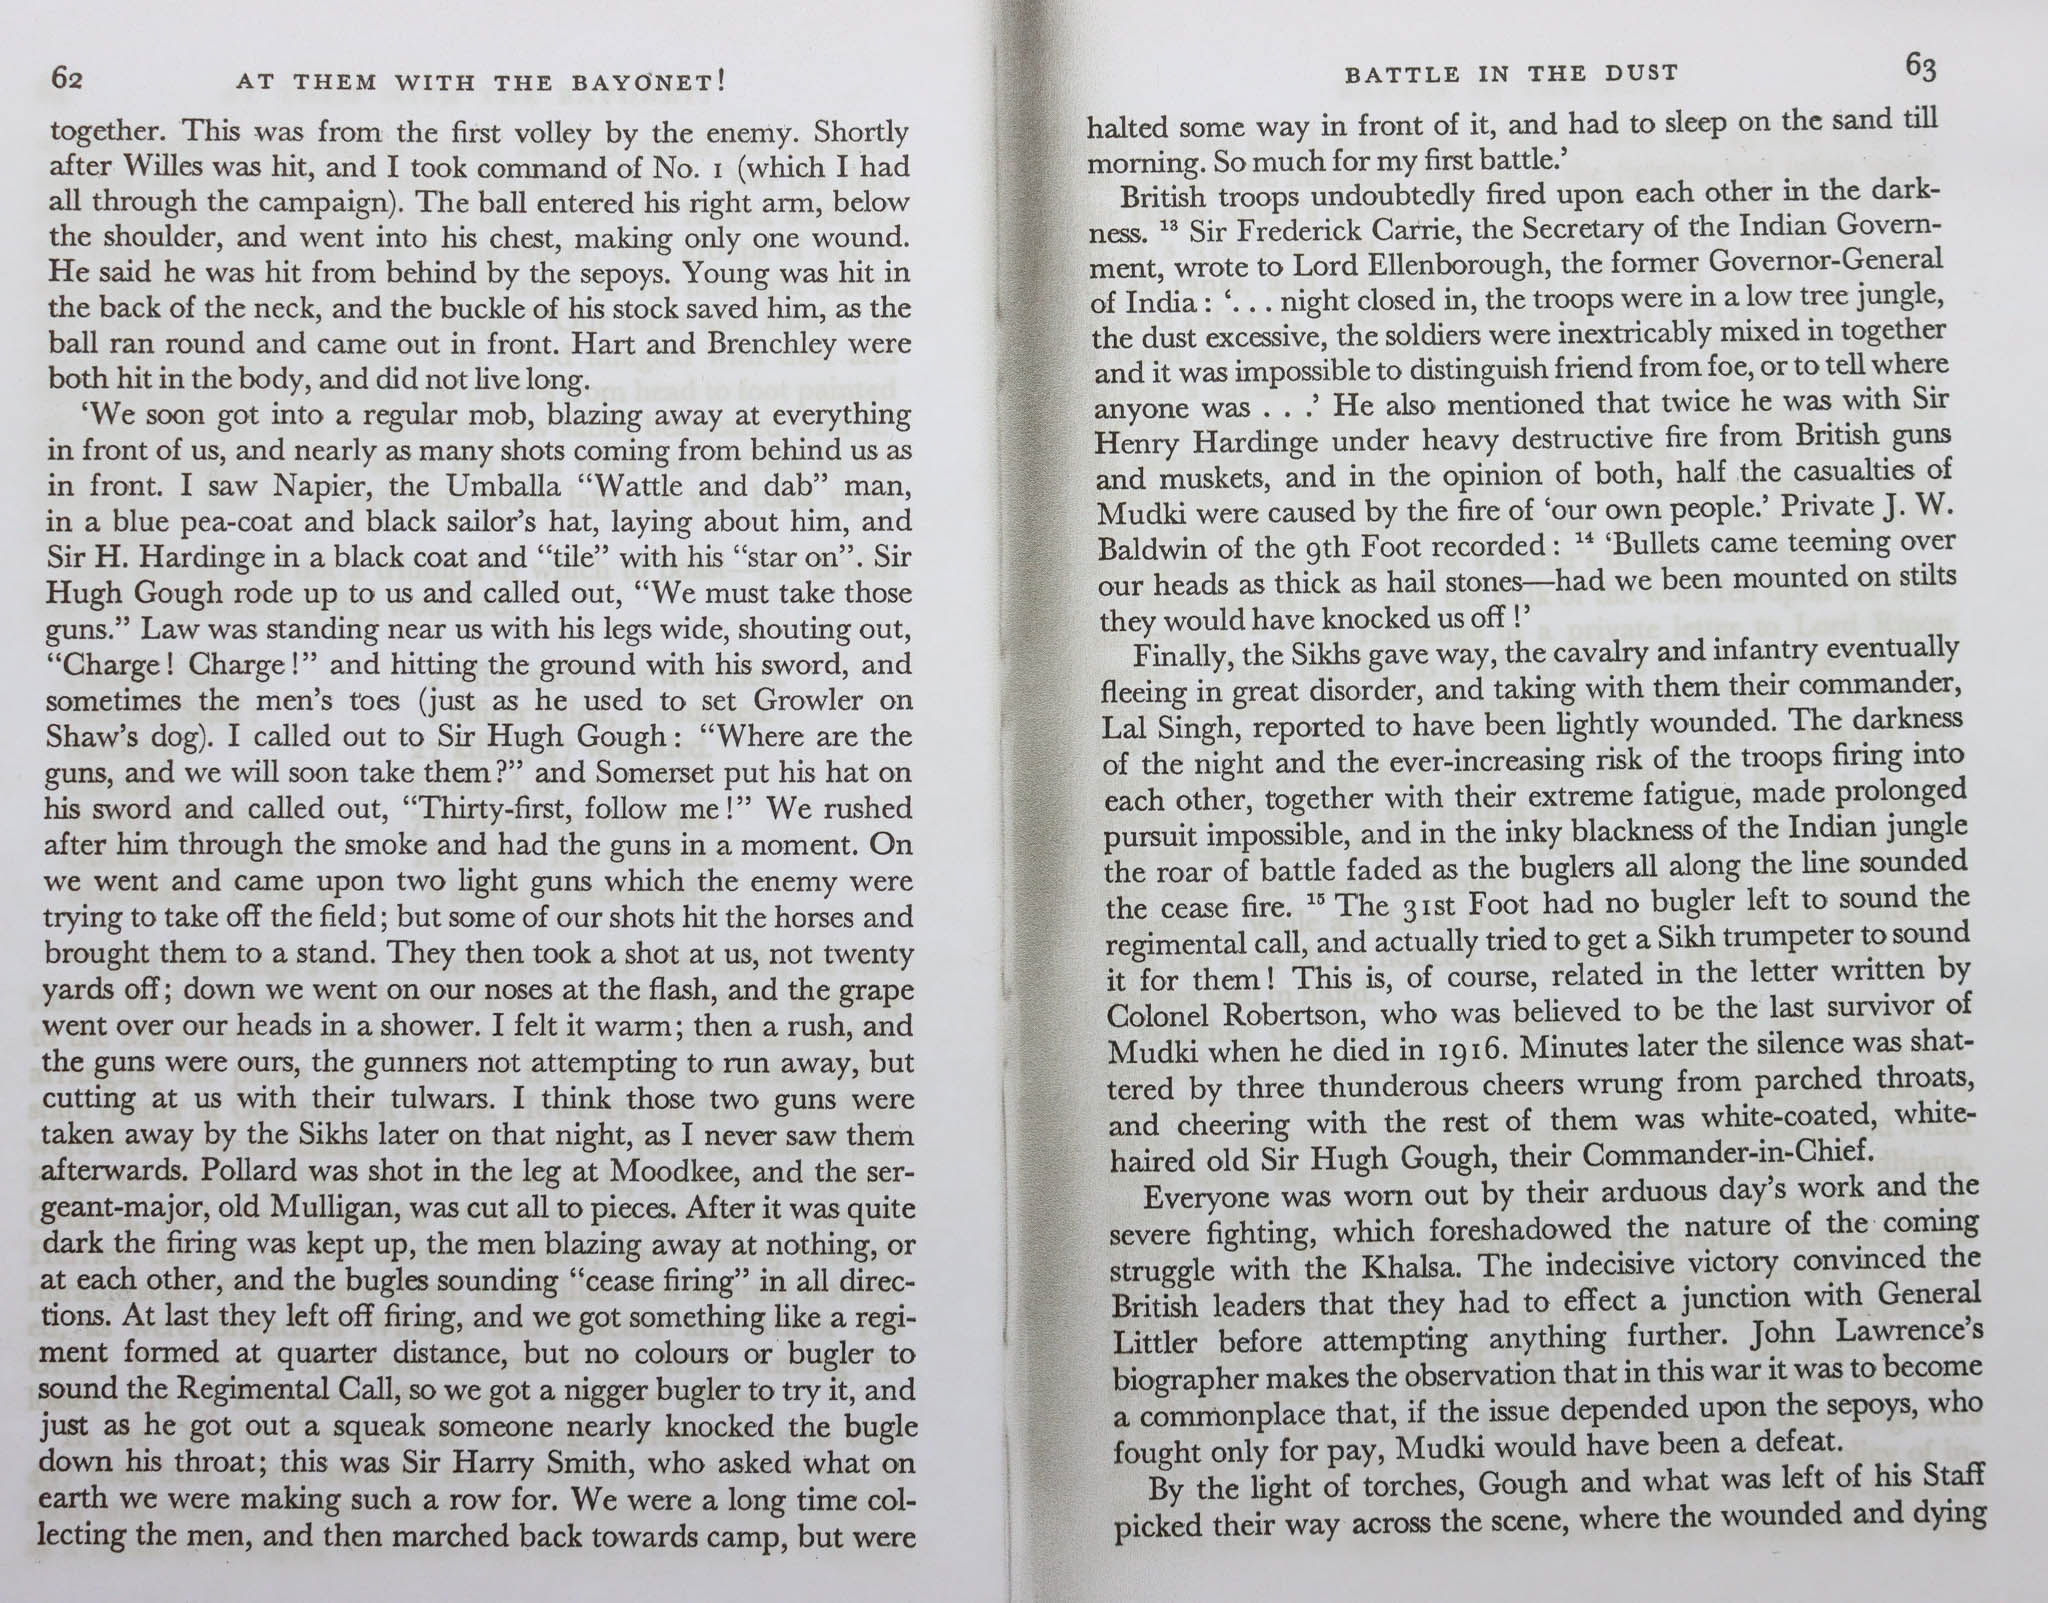 62 AT THEM WITH THE BAYONET!
together. This was from the first volley by the enemy. Shortly
after Willes was hit, and I took command of No. 1 (which I had
all through the campaign). The ball entered his right arm, below
the shoulder, and went into his chest, making only one wound.
He said he was hit from behind by the sepoys. Young was hit in
the back of the neck, and the buckle of his stock saved him, as the
ball ran round and came out in front. Hart and Brenchley were
both hit in the body, and did not live long.
‘We soon got into a regular mob, blazing away at everything
in front of us, and nearly as many shots coming from behind us as
in front. I saw Napier, the Umballa “Wattle and dab” man,
in a blue pea-coat and black sailor’s hat, laying about him, and
Sir H. Hardinge in a black coat and “tile” with his “star on”. Sir
Hugh Gough rode up to us and called out, “We must take those
guns.” Law was standing near us with his legs wide, shouting out,
“Charge! Charge!” and hitting the ground with his sword, and
sometimes the men’s toes (just as he used to set Growler on
Shaw’s dog). I called out to Sir Hugh Gough: “Where are the
guns, and we will soon take them?” and Somerset put his hat on
his sword and called out, “Thirty-first, follow me!” We rushed
after him through the smoke and had the guns in a moment. On
we went and came upon two light guns which the enemy were
trying to take off the field; but some of our shots hit the horses and
brought them to a stand. They then took a shot at us, not twenty
yards off; down we went on our noses at the flash, and the grape
went over our heads in a shower. I felt it warm; then a rush, and
the guns were ours, the gunners not attempting to run away, but
cutting at us with their tulwars. I think those two guns were
taken away by the Sikhs later on that night, as I never saw them
afterwards. Pollard was shot in the leg at Moodkee, and the ser-
geant-major, old Mulligan, was cut all to pieces. After it was quite
dark the firing was kept up, the men blazing away at nothing, or
at each other, and the bugles sounding “cease firing” in all direc-
tions. At last they left off firing, and we got something like a regi-
ment formed at quarter distance, but no colours or bugler to
sound the Regimental Call, so we got a nigger bugler to try it, and
just as he got out a squeak someone nearly knocked the bugle
down his throat; this was Sir Harry Smith, who asked what on
earth we were making such a row for. We were a long time col-
lecting the men, and then marched back towards camp, but were
BATTLE IN THE DUST 63
halted some way in front of it, and had to sleep on the sand till
morning. So much for my first battle.’
British troops undoubtedly fired upon each other in the dark-
ness. ¹³ Sir Frederick Carrie, the Secretary of the Indian Govern-
ment, wrote to Lord Ellenborough, the former Governor-General
of India: ‘. . . night closed in, the troops were in a low tree jungle,
the dust excessive, the soldiers were inextricably mixed in together
and it was impossible to distinguish friend from foe, or to tell where
anyone was . . .’ He also mentioned that twice he was with Sir
Henry Hardinge under heavy destructive fire from British guns
and muskets, and in the opinion of both, half the casualties of
Mudki were caused by the fire of ‘our own people.’ Private J. W.
Baldwin of the 9th Foot recorded: ¹⁴ ‘Bullets came teeming over
our heads as thick as hail stones—had we been mounted on stilts
they would have knocked us off!’
Finally, the Sikhs gave way, the cavalry and infantry eventually
fleeing in great disorder, and taking with them their commander,
Lal Singh, reported to have been lightly wounded. The darkness
of the night and the ever-increasing risk of the troops firing into
each other, together with their extreme fatigue, made prolonged
pursuit impossible, and in the inky blackness of the Indian jungle
the roar of battle faded as the buglers all along the line sounded
the cease fire. ¹⁵ The 31st Foot had no bugler left to sound the
regimental call, and actually tried to get a Sikh trumpeter to sound
it for them! This is, of course, related in the letter written by
Colonel Robertson, who was believed to be the last survivor of
Mudki when he died in 1916. Minutes later the silence was shat-
tered by three thunderous cheers wrung from parched throats,
and cheering with the rest of them was white-coated, white-
haired old Sir Hugh Gough, their Commander-in-Chief.
Everyone was worn out by their arduous day’s work and the
severe fighting, which foreshadowed the nature of the coming
struggle with the Khalsa. The indecisive victory convinced the
British leaders that they had to effect a junction with General
Littler before attempting anything further. John Lawrence’s
biographer makes the observation that in this war it was to become
a commonplace that, if the issue depended upon the sepoys, who
fought only for pay, Mudki would have been a defeat.
By the light of torches, Gough and what was left of his Staff
picked their way across the scene, where the wounded and dying